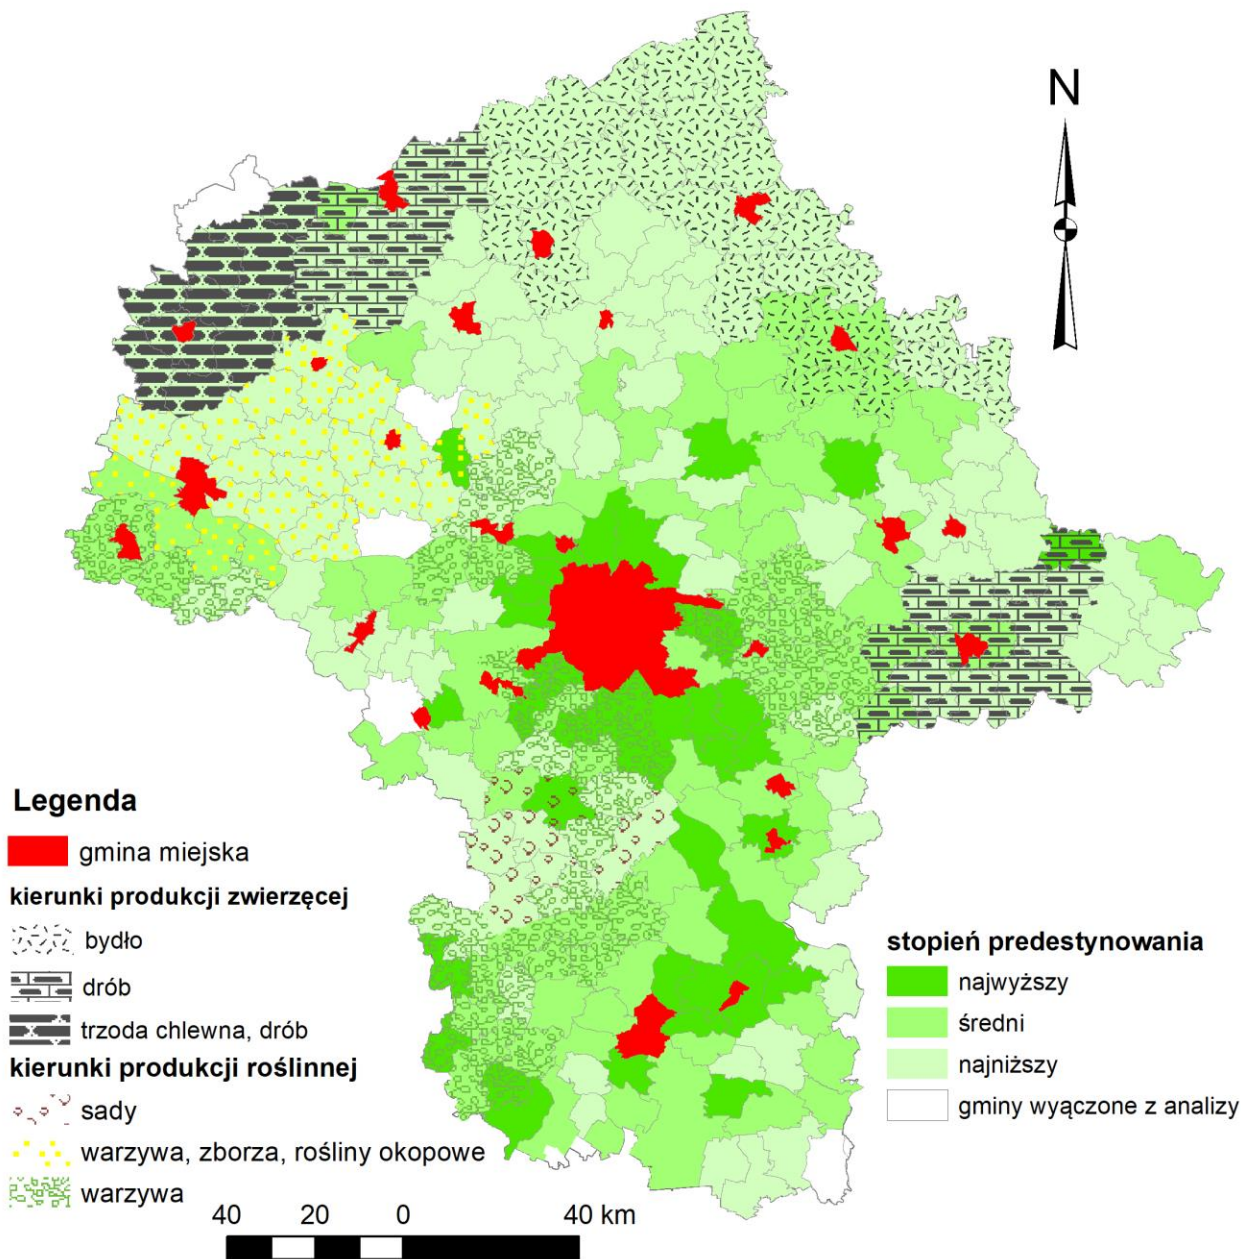 N
Legenda
gmina miejska
kierunki produkcji zwierzęcej
bydło
drób
trzoda chlewna, drób
kierunki produkcji roślinnej
sady
warzywa, zborza, rośliny okopowe
warzywa
40 20 0 40 km
stopień predestynowania
najwyższy
średni
najniższy
gminy wyączone z analizy